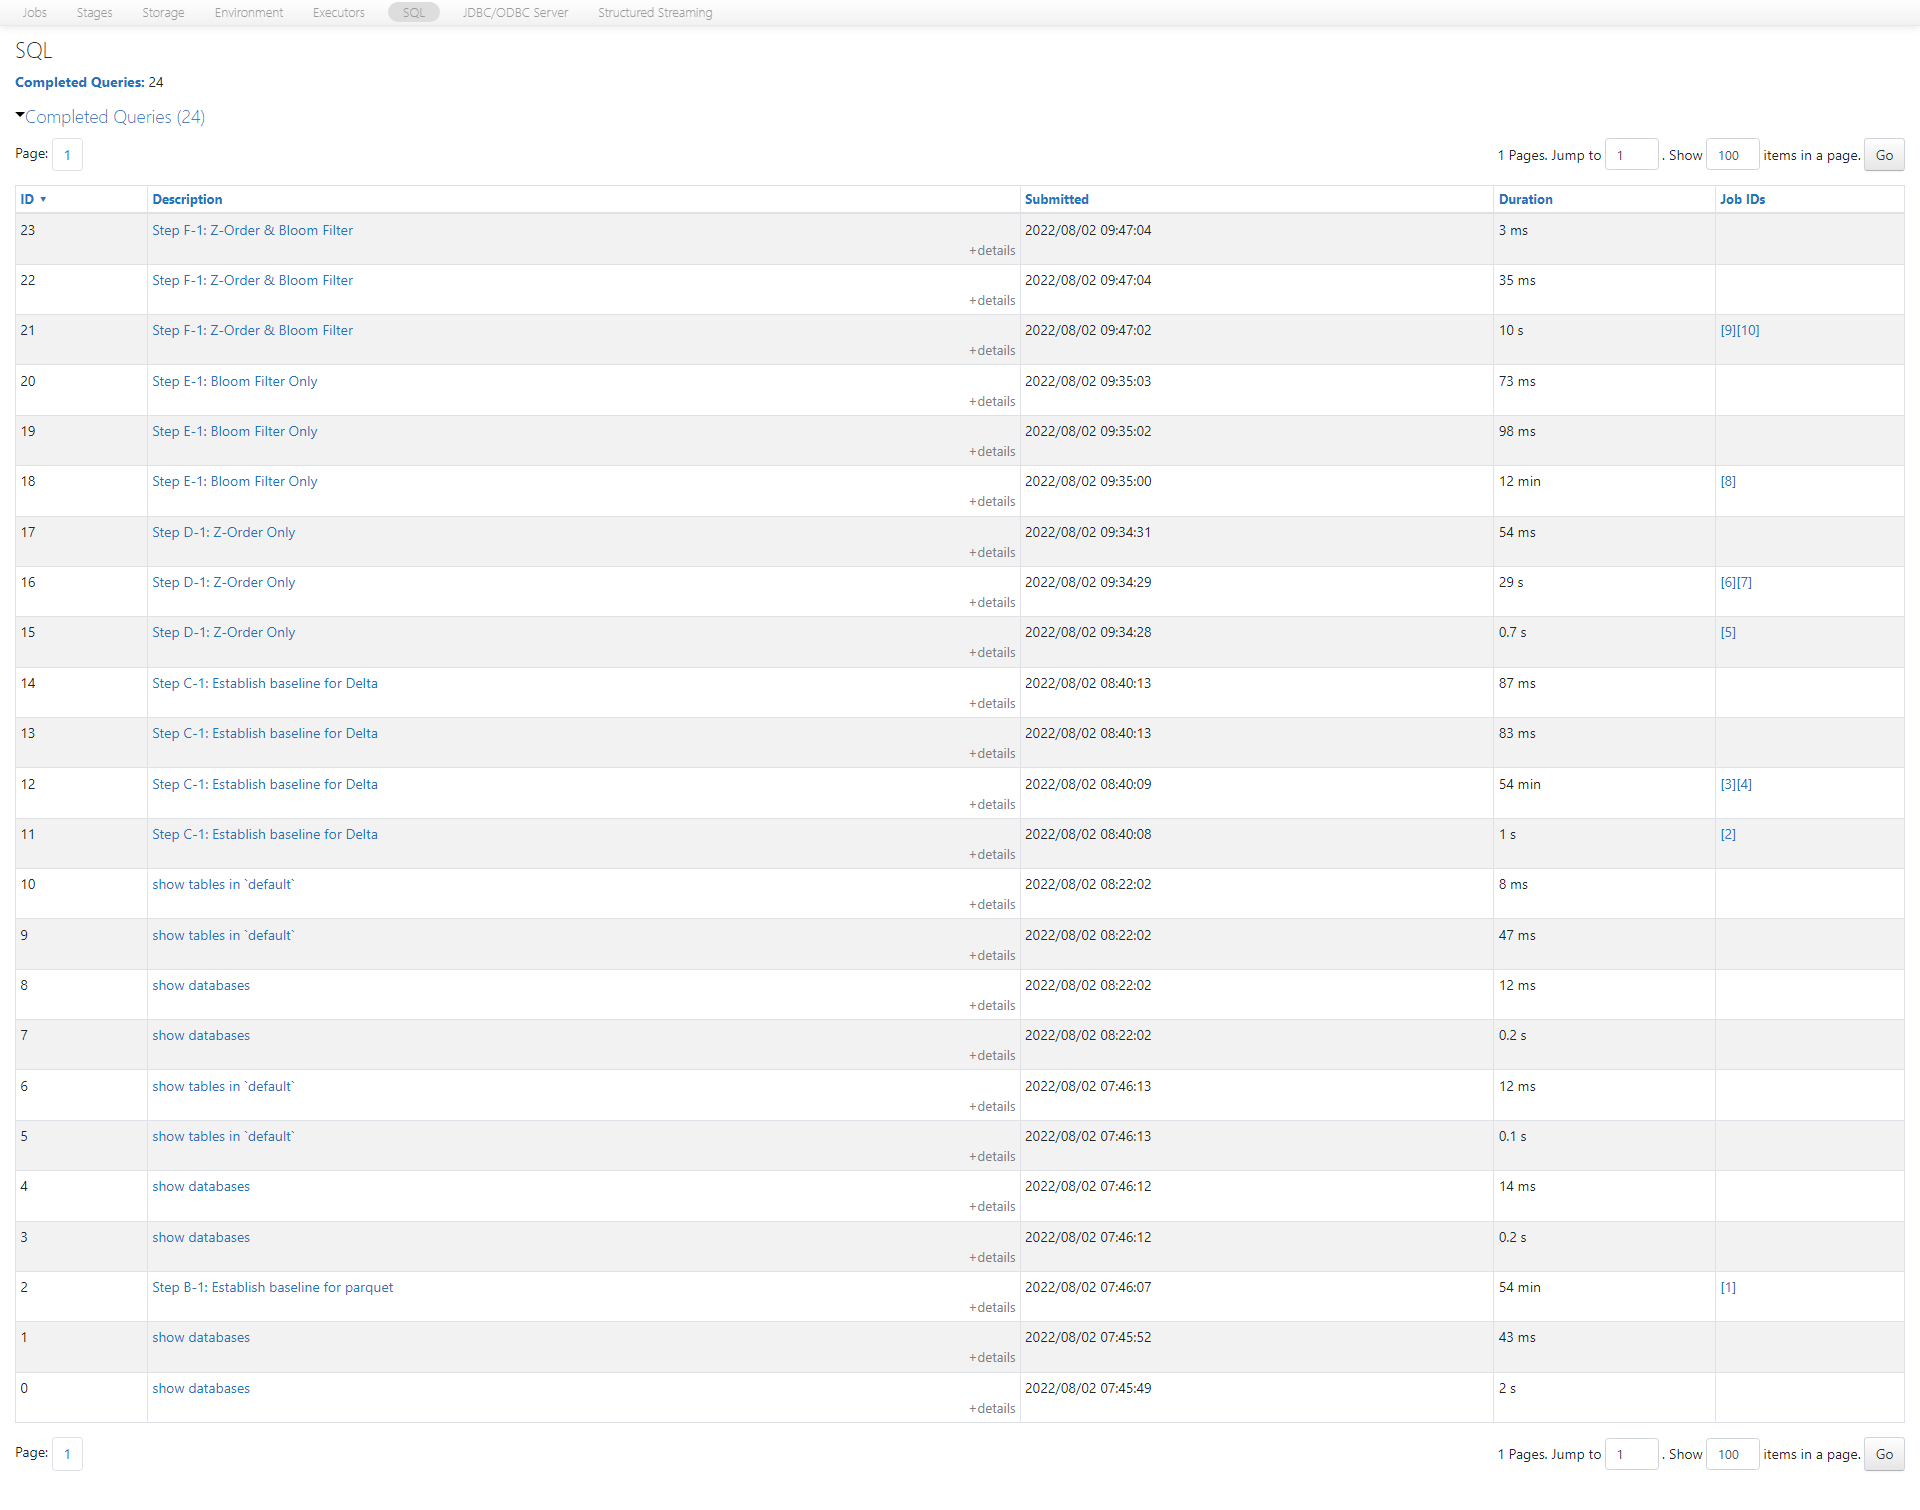 Jobs Stages Storage Environment Executors SQL JDBC/ODBC Server Structured Streaming
SQL
Completed Queries: 24
Completed Queries (24)
Page: 1 1 Pages. Jump to 1 . Show 100 items in a page. Go
ID ▾ Description Submitted Duration Job IDs
23 Step F-1: Z-Order & Bloom Filter 2022/08/02 09:47:04 3 ms
+details
22 Step F-1: Z-Order & Bloom Filter 2022/08/02 09:47:04 35 ms
+details
21 Step F-1: Z-Order & Bloom Filter 2022/08/02 09:47:02 10 s [9][10]
+details
20 Step E-1: Bloom Filter Only 2022/08/02 09:35:03 73 ms
+details
19 Step E-1: Bloom Filter Only 2022/08/02 09:35:02 98 ms
+details
18 Step E-1: Bloom Filter Only 2022/08/02 09:35:00 12 min [8]
+details
17 Step D-1: Z-Order Only 2022/08/02 09:34:31 54 ms
+details
16 Step D-1: Z-Order Only 2022/08/02 09:34:29 29 s [6][7]
+details
15 Step D-1: Z-Order Only 2022/08/02 09:34:28 0.7 s [5]
+details
14 Step C-1: Establish baseline for Delta 2022/08/02 08:40:13 87 ms
+details
13 Step C-1: Establish baseline for Delta 2022/08/02 08:40:13 83 ms
+details
12 Step C-1: Establish baseline for Delta 2022/08/02 08:40:09 54 min [3][4]
+details
11 Step C-1: Establish baseline for Delta 2022/08/02 08:40:08 1 s [2]
+details
10 show tables in `default` 2022/08/02 08:22:02 8 ms
+details
9 show tables in `default` 2022/08/02 08:22:02 47 ms
+details
8 show databases 2022/08/02 08:22:02 12 ms
+details
7 show databases 2022/08/02 08:22:02 0.2 s
+details
6 show tables in `default` 2022/08/02 07:46:13 12 ms
+details
5 show tables in `default` 2022/08/02 07:46:13 0.1 s
+details
4 show databases 2022/08/02 07:46:12 14 ms
+details
3 show databases 2022/08/02 07:46:12 0.2 s
+details
2 Step B-1: Establish baseline for parquet 2022/08/02 07:46:07 54 min [1]
+details
1 show databases 2022/08/02 07:45:52 43 ms
+details
0 show databases 2022/08/02 07:45:49 2 s
+details
Page: 1 1 Pages. Jump to 1 . Show 100 items in a page. Go